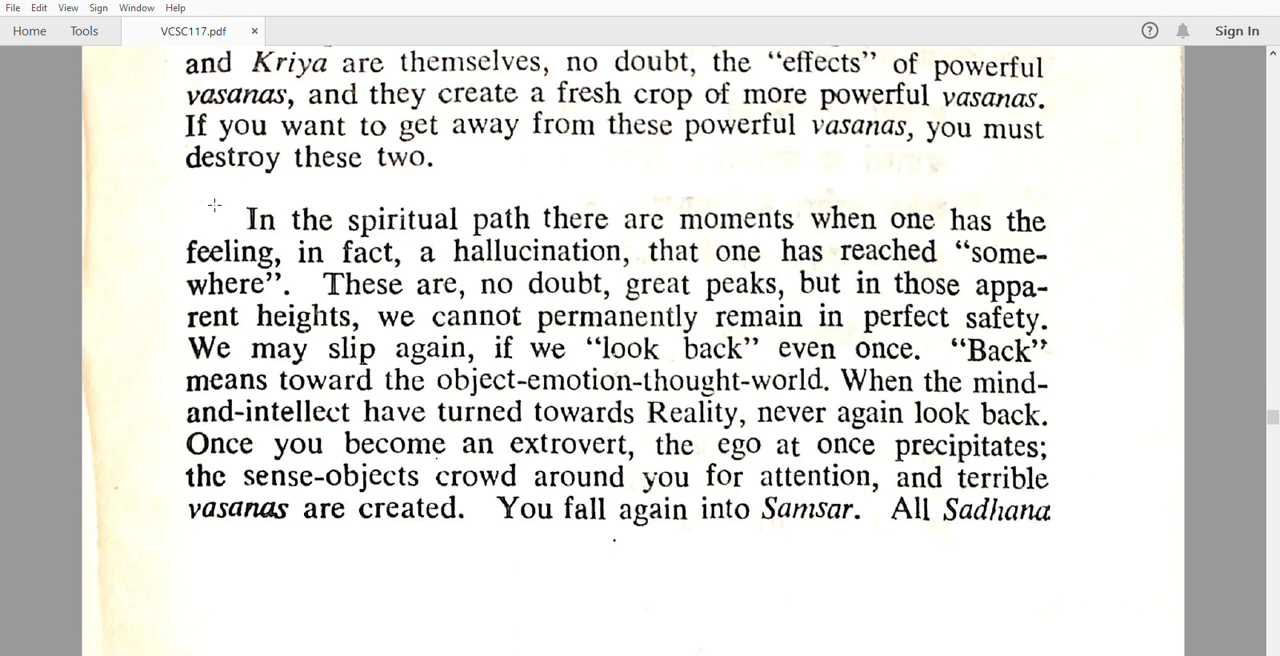 File Edit View Sign Window Help
Home Tools VCSC117.pdf × ? Sign In
and Kriya are themselves, no doubt, the “effects” of powerful
vasanas, and they create a fresh crop of more powerful vasanas.
If you want to get away from these powerful vasanas, you must
destroy these two.
In the spiritual path there are moments when one has the
feeling, in fact, a hallucination, that one has reached “some-
where”. These are, no doubt, great peaks, but in those appa-
rent heights, we cannot permanently remain in perfect safety.
We may slip again, if we “look back” even once. “Back”
means toward the object-emotion-thought-world. When the mind-
and-intellect have turned towards Reality, never again look back.
Once you become an extrovert, the ego at once precipitates;
the sense-objects crowd around you for attention, and terrible
vasanas are created. You fall again into Samsar. All Sadhana